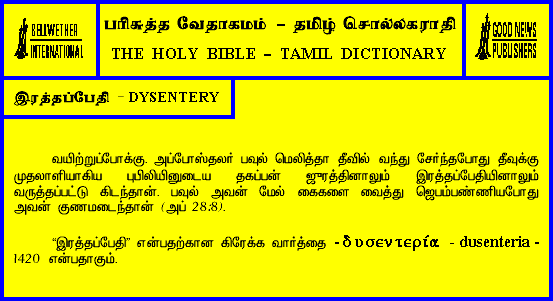 BELLWETHER
INTERNATIONAL
பரிசுத்த வேதாகமம் – தமிழ் சொல்லகராதி
THE HOLY BIBLE – TAMIL DICTIONARY
GOOD NEWS
PUBLISHERS
இரத்தப்பேதி – DYSENTERY
வயிற்றுப்போக்கு. அப்போஸ்தலர் பவுல் மெலித்தா தீவில் வந்து சேர்ந்தபோது தீவுக்கு
முதலாளியாகிய புபிலியினுடைய தகப்பன் ஜுரத்தினாலும் இரத்தப்பேதியினாலும்
வருத்தப்பட்டு கிடந்தான். பவுல் அவன் மேல் கைகளை வைத்து ஜெபம்பண்ணியபோது
அவன் குணமடைந்தான் (அப் 28:8).
“இரத்தப்பேதி” என்பதற்கான கிரேக்க வார்த்தை - δυσεντερία - dusenteria -
1420 என்பதாகும்.